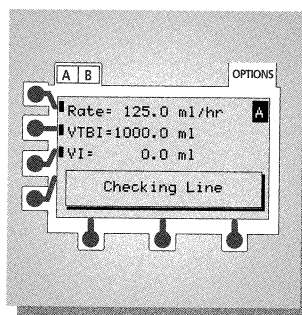 A B
OPTIONS
Rate= 125.0 ml/hr A
VTBI=1000.0 ml
VI= 0.0 ml
Checking Line